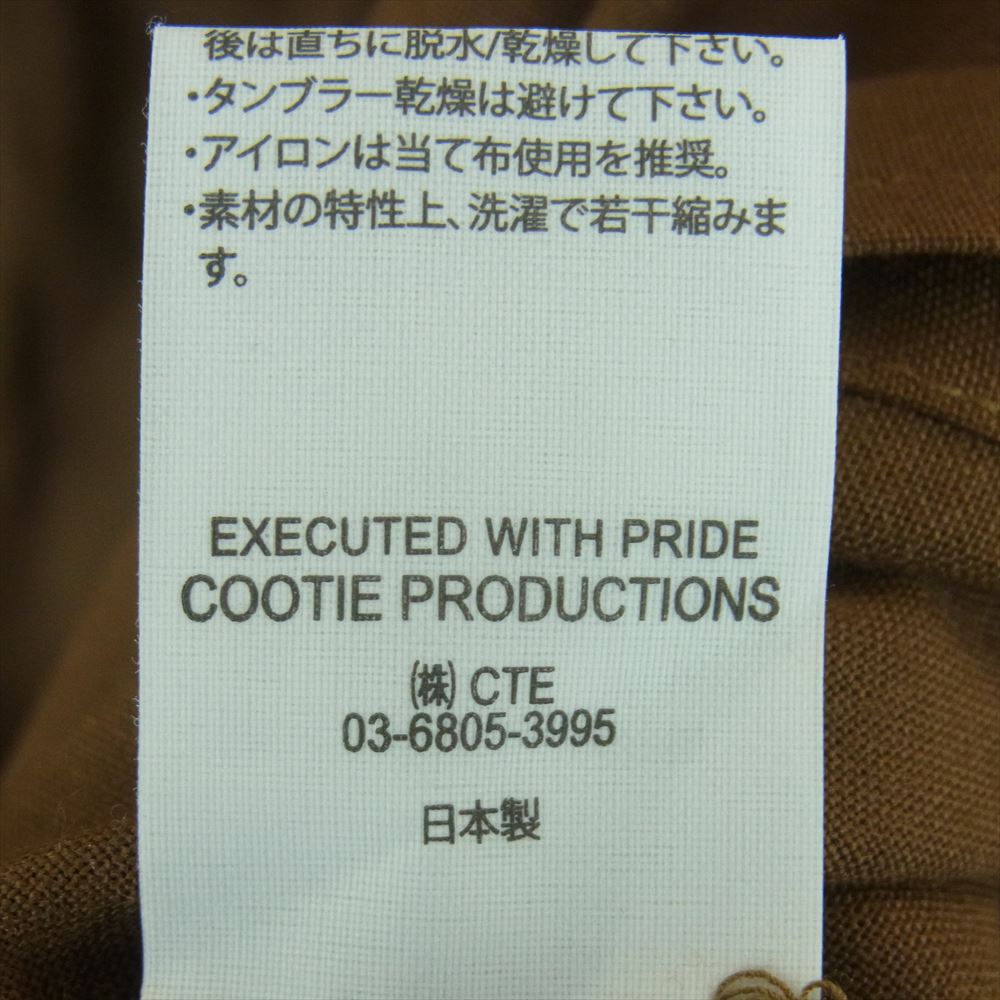 後は直ちに脱水/乾燥して下さい。
・タンブラー乾燥は避けて下さい。
・アイロンは当て布使用を推奨。
・素材の特性上、洗濯で若干縮みま
す。
EXECUTED WITH PRIDE
COOTIE PRODUCTIONS
㈱ CTE
03-6805-3995
日本製